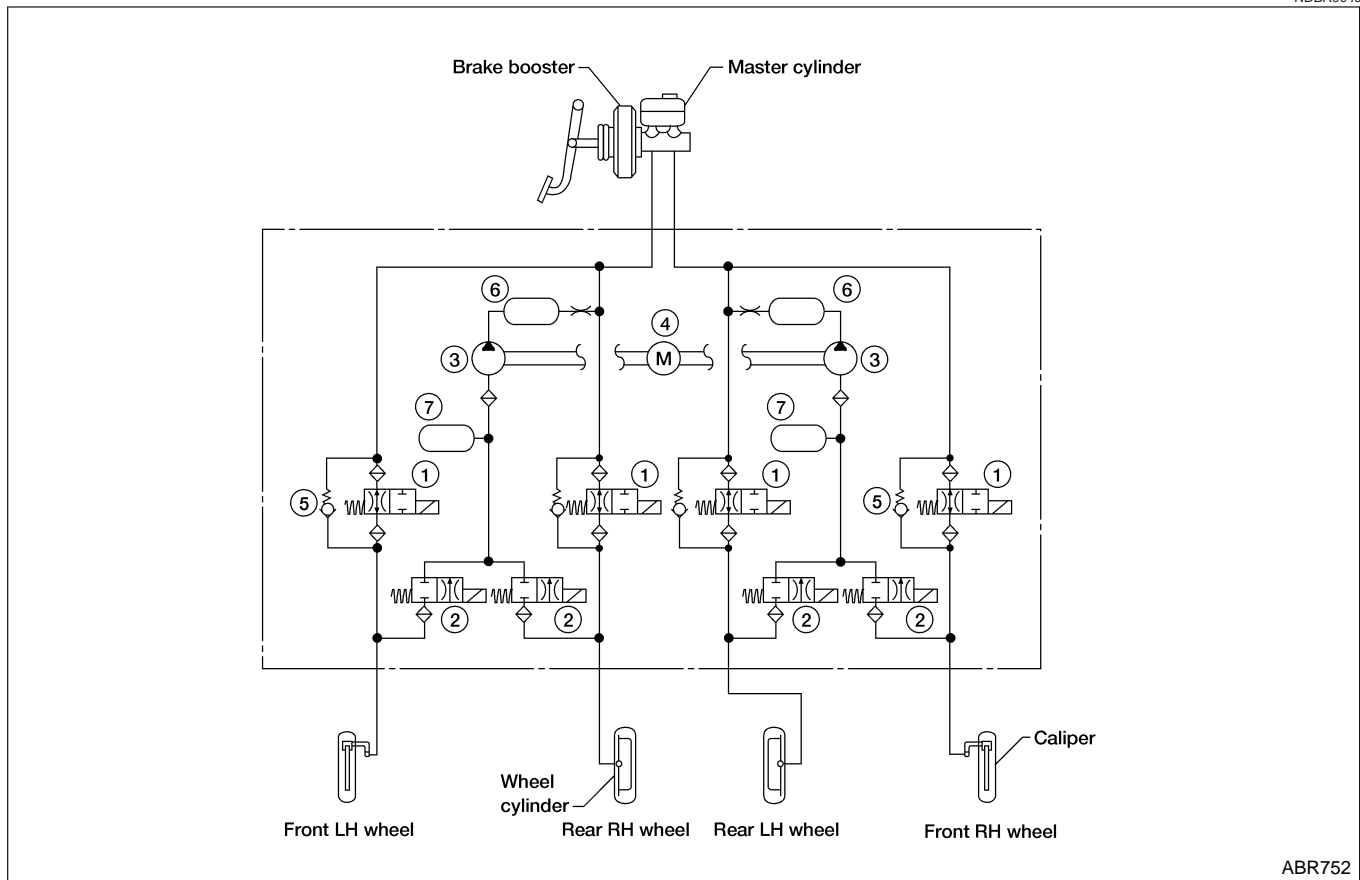 Brake booster
Master cylinder
6
6
4
3
M
3
7
7
1
1
1
1
5
5
2
2
2
2
Caliper
Wheel
cylinder
Front LH wheel
Rear RH wheel
Rear LH wheel
Front RH wheel
ABR752